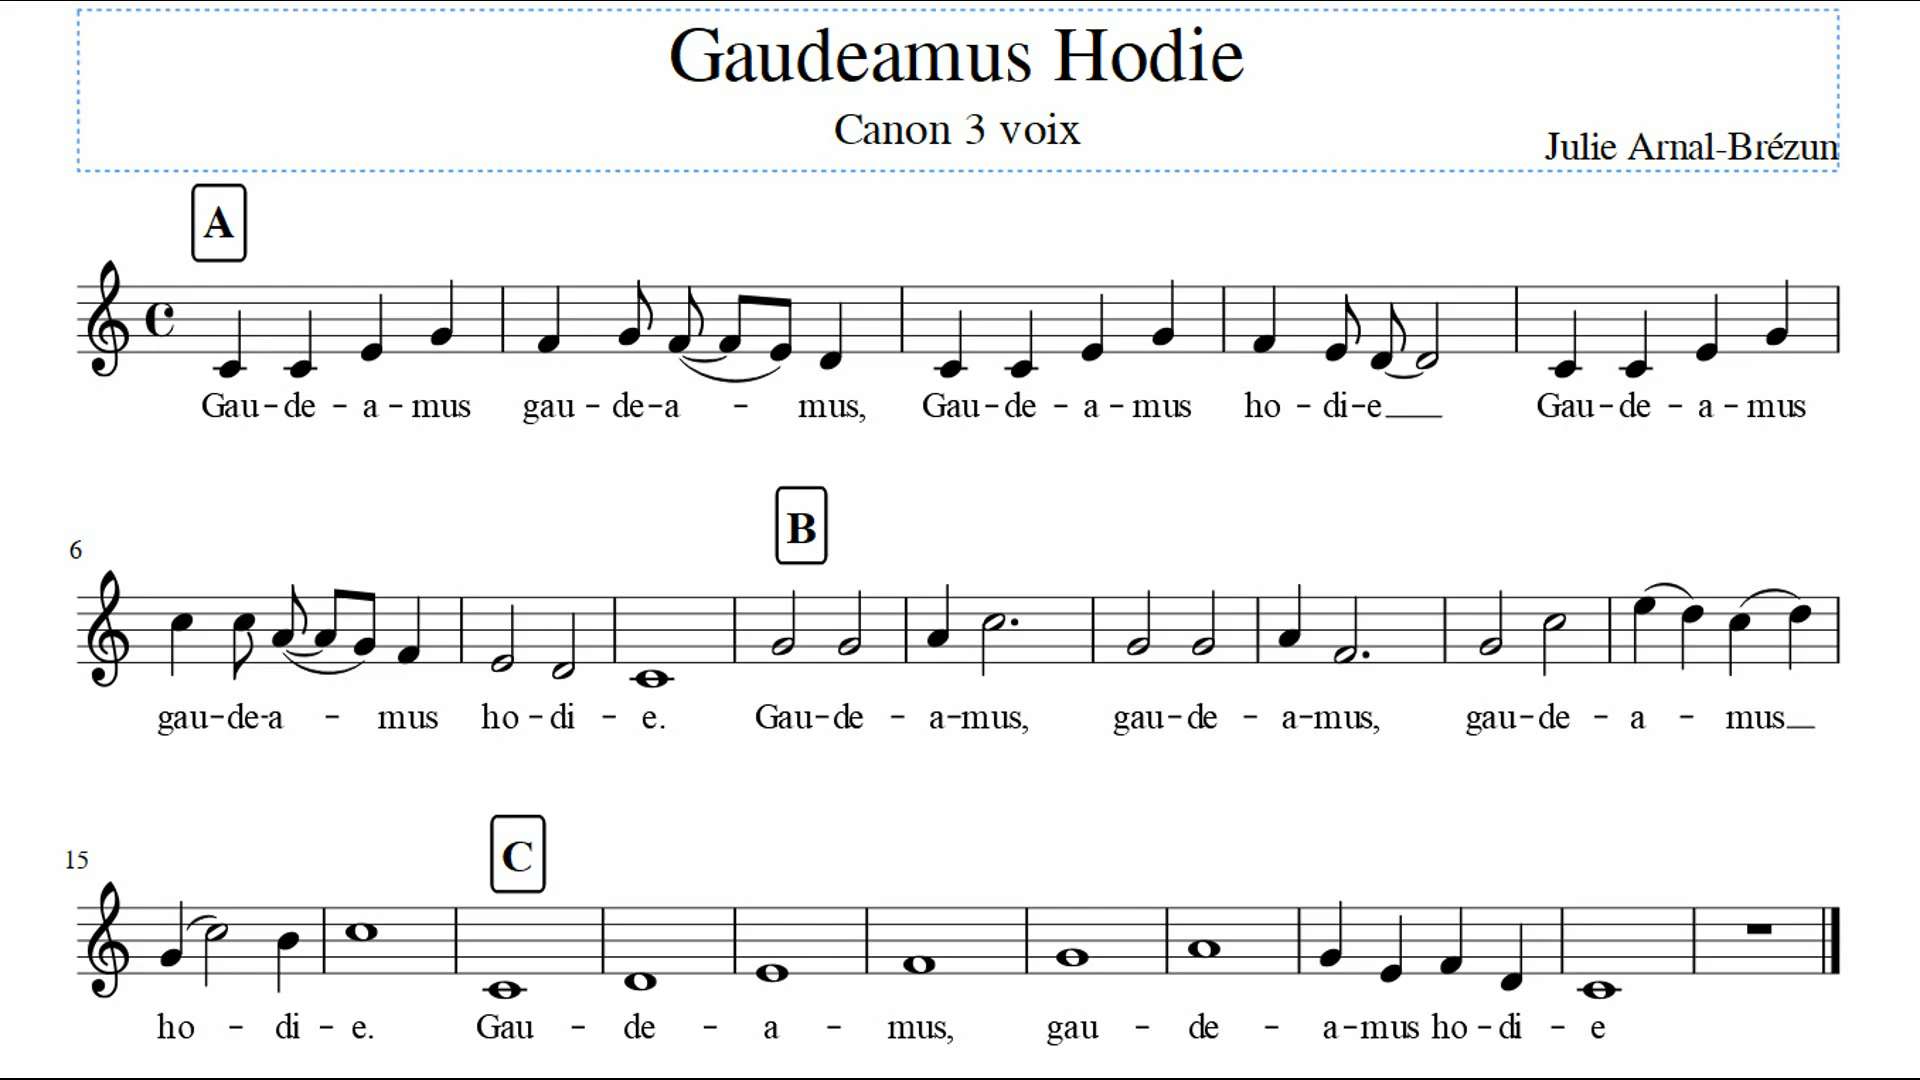 Gaudeamus Hodie
Canon 3 voix
Julie Arnal-Brézun
A
Gau-de - a-mus gau - de-a - mus, Gau-de - a-mus ho - di-e Gau-de - a-mus
B
6
gau-de-a - mus ho-di - e. Gau-de - a-mus, gau-de - a-mus, gau-de - a - mus
C
15
ho - di - e. Gau - de - a - mus, gau - de - a-mus ho-di - e